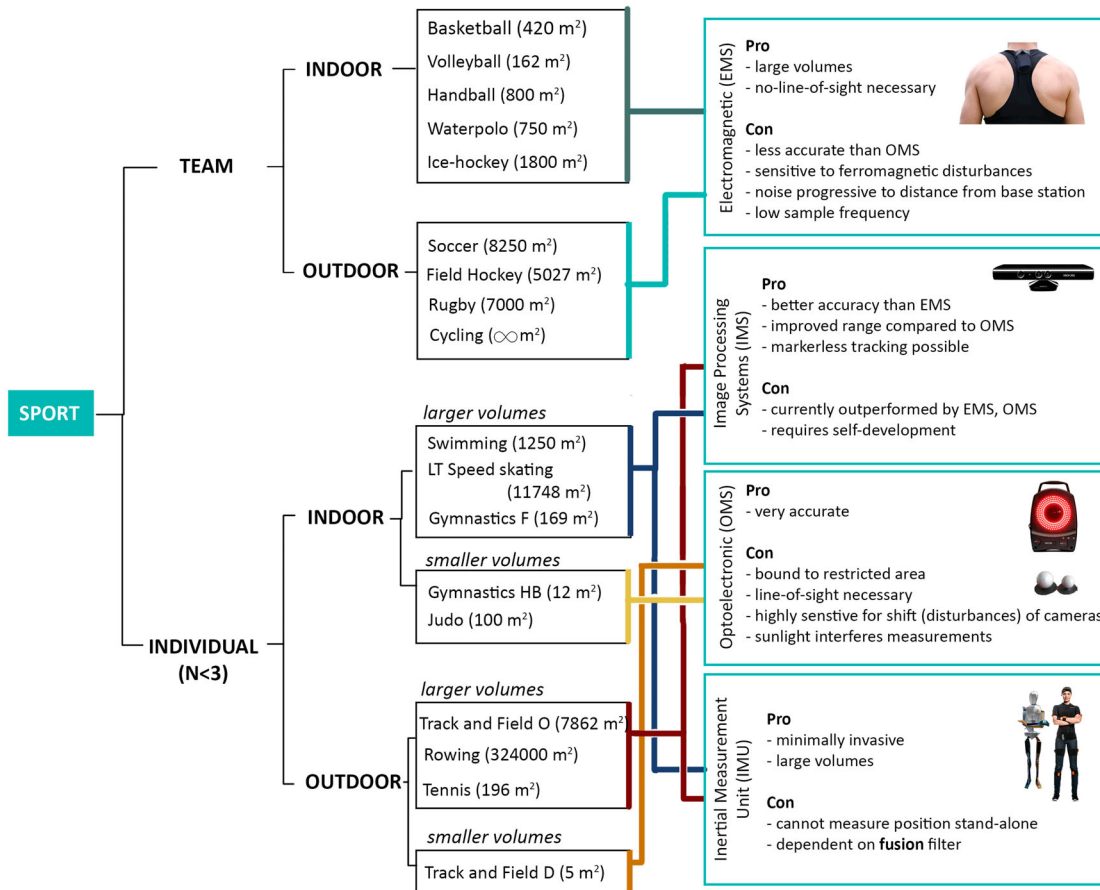 SPORT
TEAM
INDOOR
Basketball (420 m²)
Volleyball (162 m²)
Handball (800 m²)
Waterpolo (750 m²)
Ice-hockey (1800 m²)
OUTDOOR
Soccer (8250 m²)
Field Hockey (5027 m²)
Rugby (7000 m²)
Cycling (∞ m²)
INDIVIDUAL
(N<3)
INDOOR
larger volumes
Swimming (1250 m²)
LT Speed skating
(11748 m²)
Gymnastics F (169 m²)
smaller volumes
Gymnastics HB (12 m²)
Judo (100 m²)
OUTDOOR
larger volumes
Track and Field O (7862 m²)
Rowing (324000 m²)
Tennis (196 m²)
smaller volumes
Track and Field D (5 m²)
Electromagnetic (EMS)
Pro
- large volumes
- no-line-of-sight necessary
Con
- less accurate than OMS
- sensitive to ferromagnetic disturbances
- noise progressive to distance from base station
- low sample frequency
Image Processing
Systems (IMS)
Pro
- better accuracy than EMS
- improved range compared to OMS
- markerless tracking possible
Con
- currently outperformed by EMS, OMS
- requires self-development
Optoelectronic (OMS)
Pro
- very accurate
Con
- bound to restricted area
- line-of-sight necessary
- highly senstive for shift (disturbances) of cameras
- sunlight interferes measurements
Inertial Measurement
Unit (IMU)
Pro
- minimally invasive
- large volumes
Con
- cannot measure position stand-alone
- dependent on fusion filter